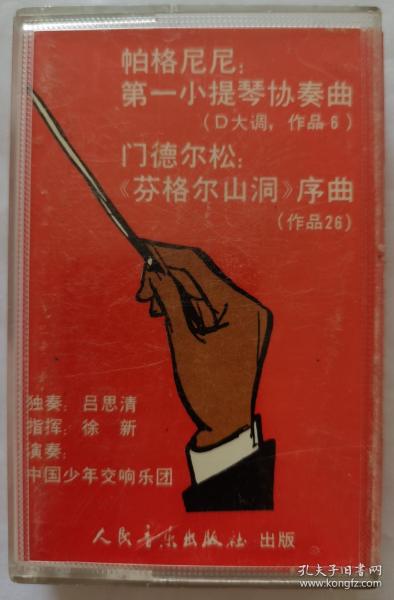 帕格尼尼：
第一小提琴协奏曲
（D大调，作品6）
门德尔松：
《芬格尔山洞》序曲
（作品26）
独奏：吕思清
指挥：徐 新
演奏：
中国少年交响乐团
人民音乐出版社 出版
孔夫子旧书网
kongfz.com